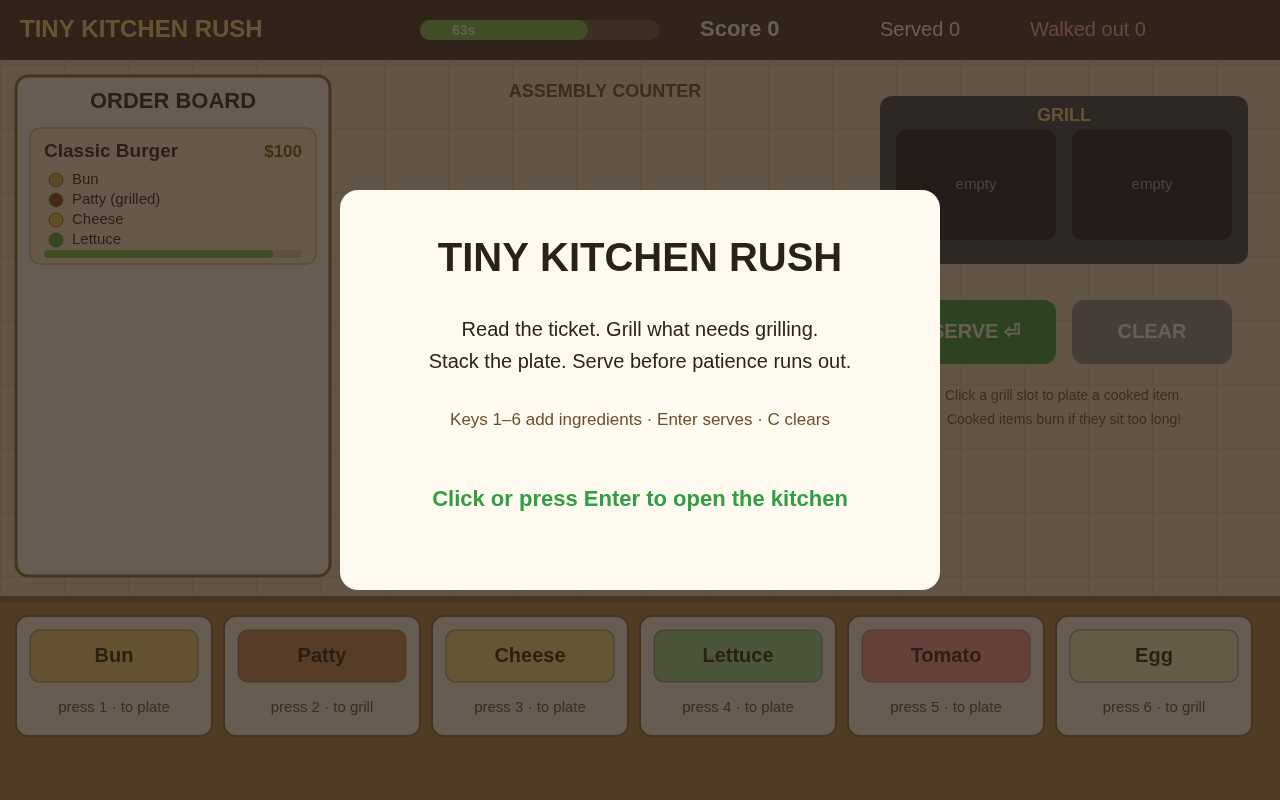 TINY KITCHEN RUSH
63s
Score 0
Served 0
Walked out 0
ORDER BOARD
Classic Burger $100
Bun
Patty (grilled)
Cheese
Lettuce
ASSEMBLY COUNTER
GRILL
empty empty
TINY KITCHEN RUSH
Read the ticket. Grill what needs grilling.
Stack the plate. Serve before patience runs out.
Keys 1–6 add ingredients · Enter serves · C clears
Click or press Enter to open the kitchen
SERVE ⏎
CLEAR
Click a grill slot to plate a cooked item.
Cooked items burn if they sit too long!
Bun
press 1 · to plate
Patty
press 2 · to grill
Cheese
press 3 · to plate
Lettuce
press 4 · to plate
Tomato
press 5 · to plate
Egg
press 6 · to grill